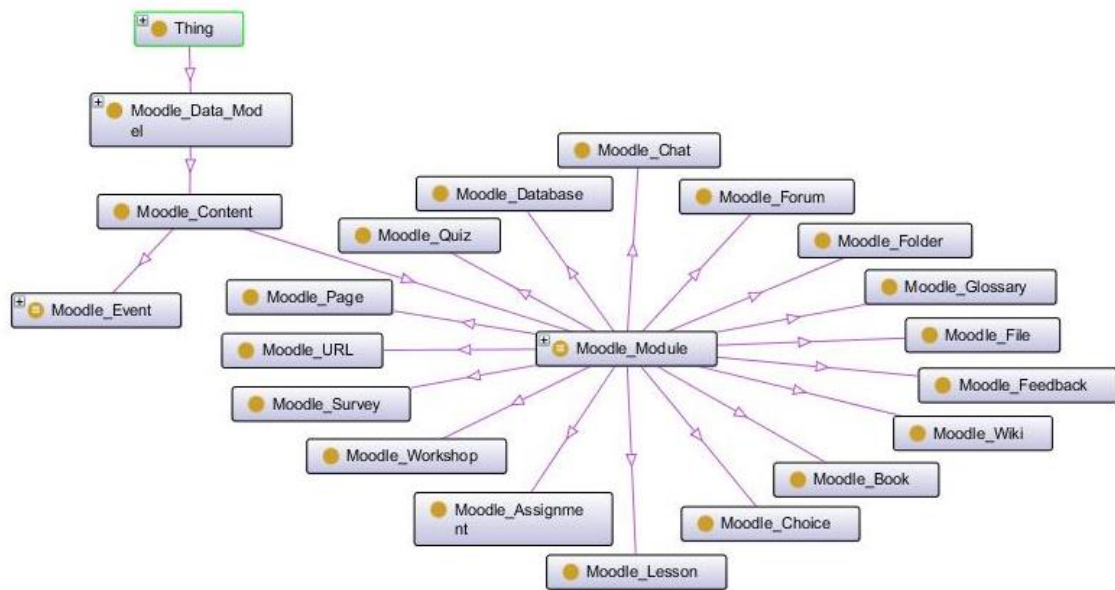 Thing
Moodle_Data_Mod
el
Moodle_Chat
Moodle_Database
Moodle_Forum
Moodle_Content
Moodle_Quiz
Moodle_Folder
Moodle_Page
Moodle_Glossary
Moodle_Event
Moodle_File
Moodle_URL
Moodle_Module
Moodle_Feedback
Moodle_Survey
Moodle_Wiki
Moodle_Workshop
Moodle_Book
Moodle_Assignme
nt
Moodle_Choice
Moodle_Lesson